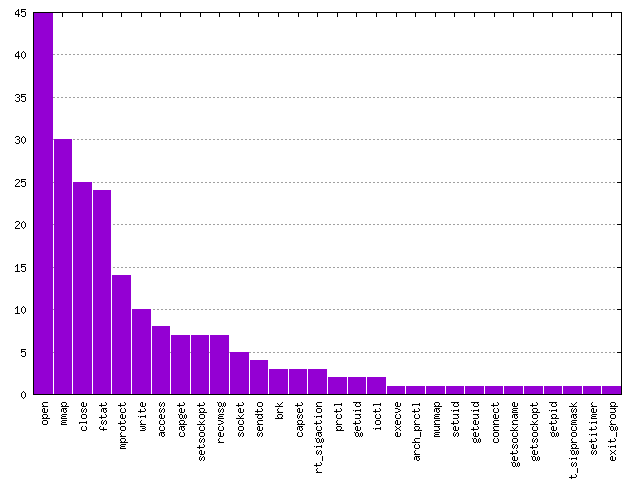 45
40
35
30
25
20
15
10
5
0
open
mmap
close
fstat
mprotect
write
access
capget
setsockopt
recvmsg
socket
sendto
brk
capset
rt_sigaction
prctl
getuid
ioctl
execve
arch_prctl
munmap
setuid
geteuid
connect
getsockname
getsockopt
getpid
t_sigprocmask
setitimer
exit_group